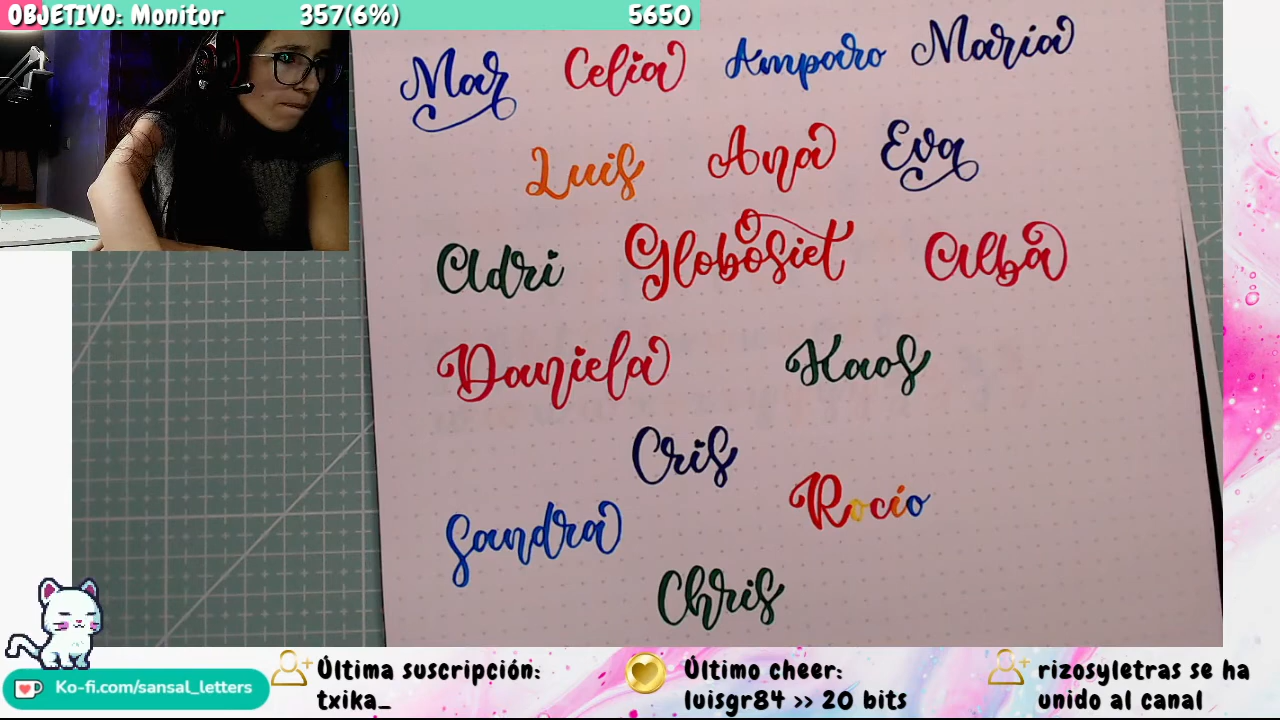 OBJETIVO: Monitor 357(6%) 5650
Mar Celia Amparo Maria
Luis Ana Eva
Adri Globosiet Alba
Daniela Kaos
Cris
Rocío
Sandra
Chris
Ko-fi.com/sansal_letters
Última suscripción:
txika_
Último cheer:
luisgr84 >> 20 bits
rizosyletras se ha
unido al canal